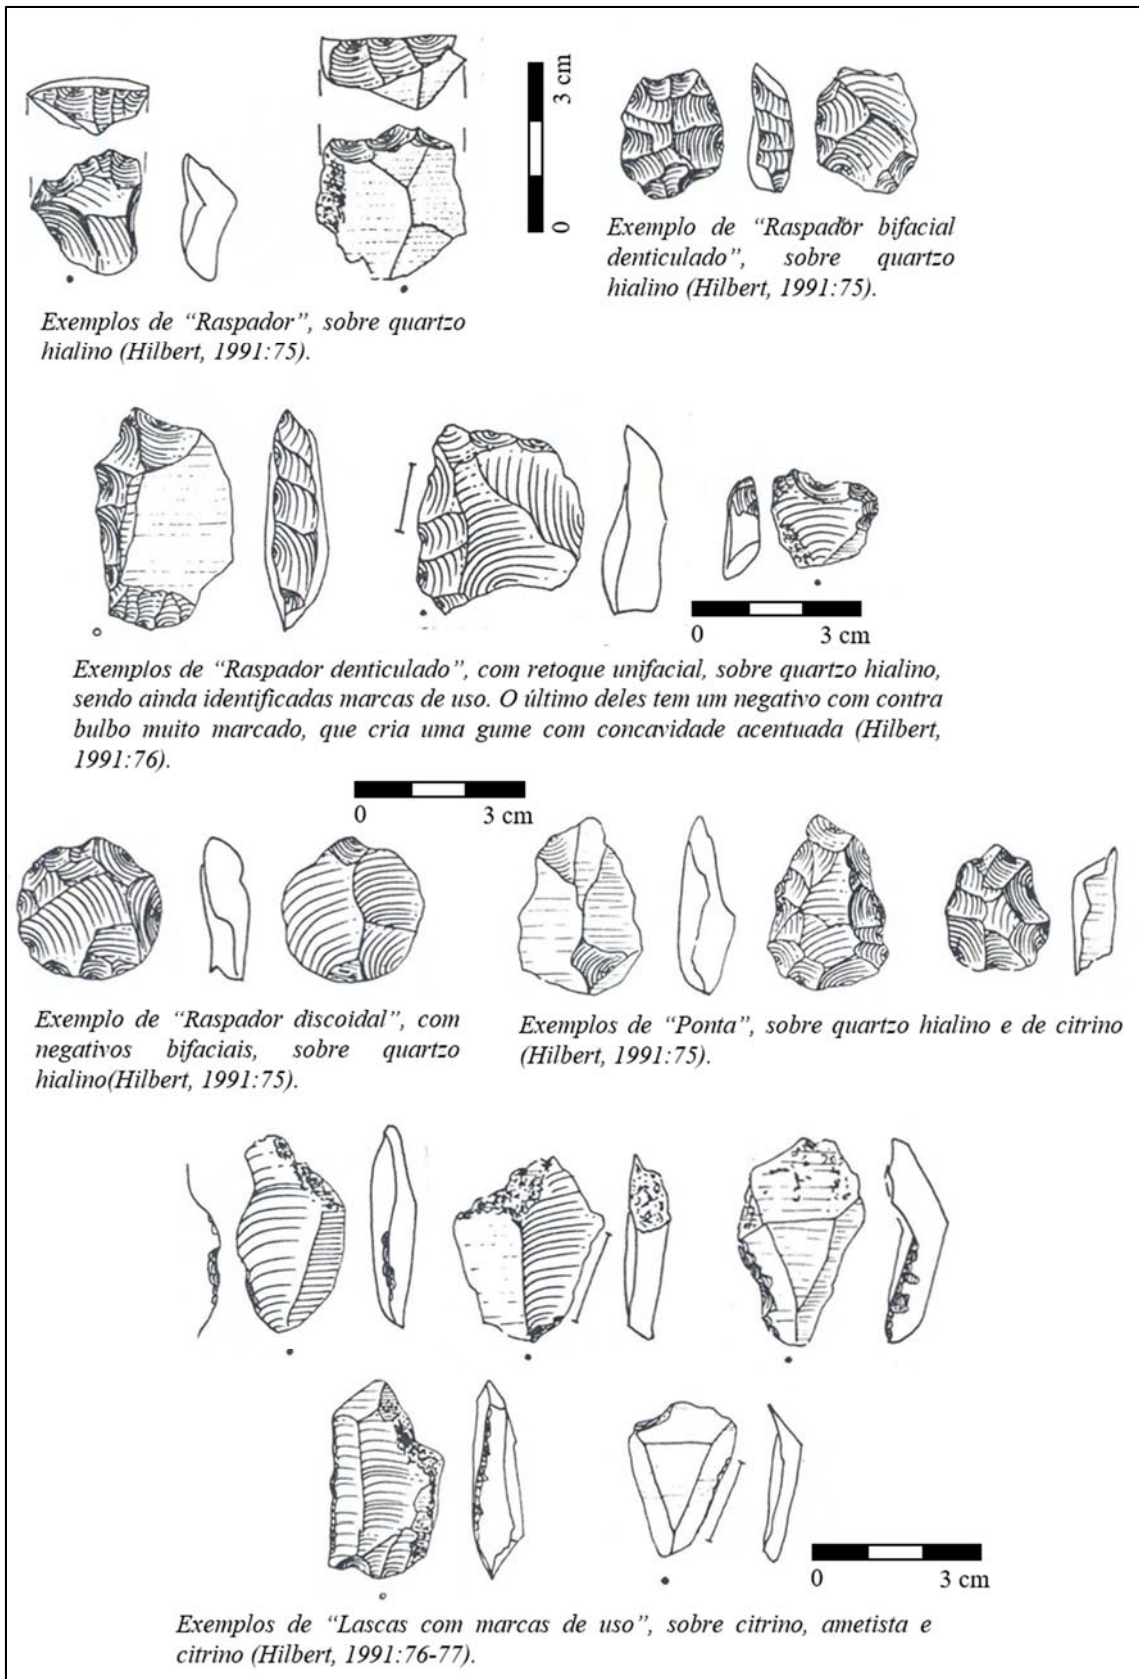 3 cm
0
Exemplos de “Raspador”, sobre quartzo
hialino (Hilbert, 1991:75).
Exemplo de “Raspador bifacial
denticulado”, sobre quartzo
hialino (Hilbert, 1991:75).
0 3 cm
Exemplos de “Raspador denticulado”, com retoque unifacial, sobre quartzo hialino,
sendo ainda identificadas marcas de uso. O último deles tem um negativo com contra
bulbo muito marcado, que cria uma gume com concavidade acentuada (Hilbert,
1991:76).
0 3 cm
Exemplo de “Raspador discoidal”, com
negativos bifaciais, sobre quartzo
hialino(Hilbert, 1991:75).
Exemplos de “Ponta”, sobre quartzo hialino e de citrino
(Hilbert, 1991:75).
0 3 cm
Exemplos de “Lascas com marcas de uso”, sobre citrino, ametista e
citrino (Hilbert, 1991:76-77).